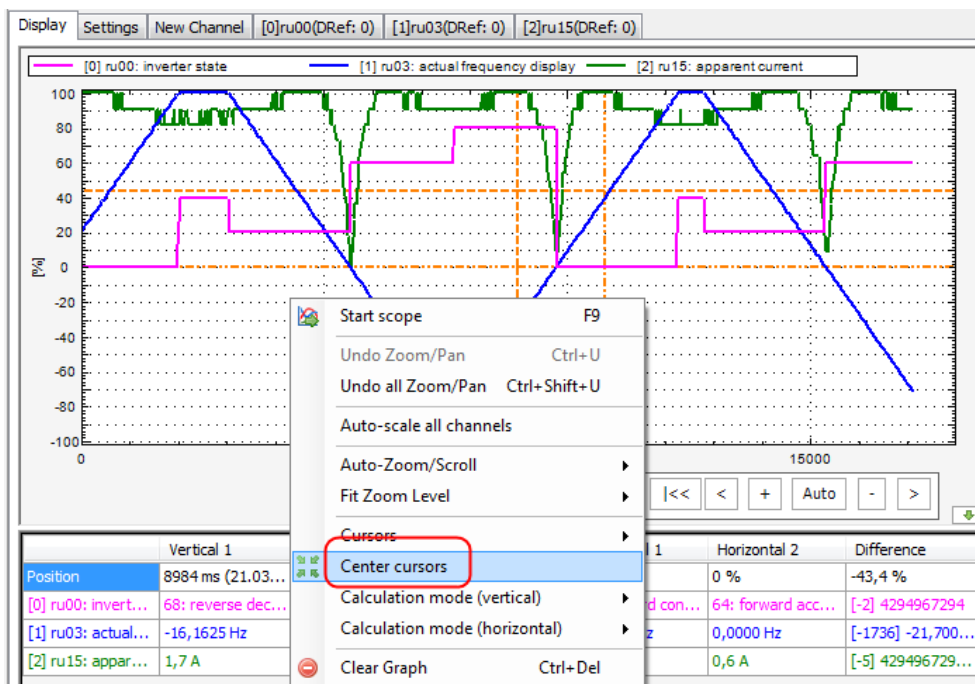 Display Settings New Channel [0]ru00(DRef: 0) [1]ru03(DRef: 0) [2]ru15(DRef: 0)
[0] ru00: inverter state [1] ru03: actual frequency display [2] ru15: apparent current
100
80
60
40
20
0
-20
-40
-60
-80
-100
[%]
0 15000
Start scope F9
Undo Zoom/Pan Ctrl+U
Undo all Zoom/Pan Ctrl+Shift+U
Auto-scale all channels
Auto-Zoom/Scroll
Fit Zoom Level
Cursors
Center cursors
Calculation mode (vertical)
Calculation mode (horizontal)
Clear Graph Ctrl+Del
|<< < + Auto - >
Vertical 1 l 1 Horizontal 2 Difference
Position 8984 ms (21.03... 0 % -43,4 %
[0] ru00: invert... 68: reverse dec... rd con... 64: forward acc... [-2] 4294967294
[1] ru03: actual... -16,1625 Hz z 0,0000 Hz [-1736] -21,700...
[2] ru15: appar... 1,7 A 0,6 A [-5] 429496729...